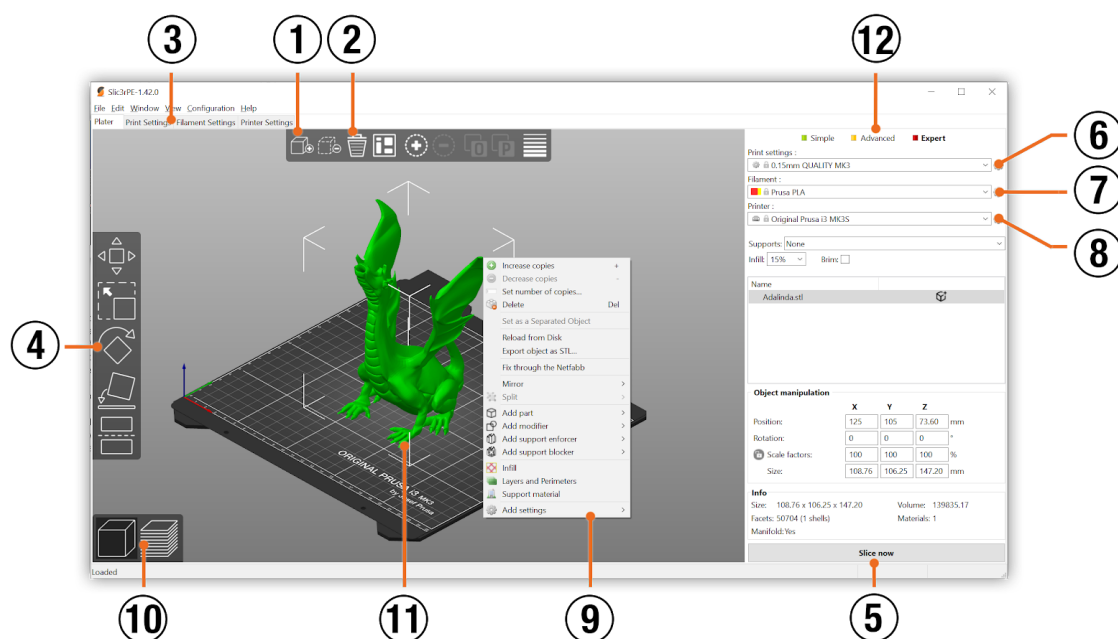 1
2
3
12
Slic3rPE-1.42.0
File Edit Window View Configuration Help
Plater Print Settings Filament Settings Printer Settings
Simple Advanced Expert
Print settings :
0.15mm QUALITY MK3
6
Filament :
Prusa PLA
7
Printer :
Original Prusa i3 MK3S
8
Supports: None
Infill: 15% Brim:
Name
Adalinda.stl
4
Increase copies +
Decrease copies -
Set number of copies...
Delete Del
Set as a Separated Object
Reload from Disk
Export object as STL...
Fix through the Netfabb
Mirror
Split
Add part
Add modifier
Add support enforcer
Add support blocker
Infill
Layers and Perimeters
Support material
Add settings
Object manipulation
X Y Z
Position: 125 105 73.60 mm
Rotation: 0 0 0 °
Scale factors: 100 100 100 %
Size: 108.76 106.25 147.20 mm
Info
Size: 108.76 x 106.25 x 147.20 Volume: 139835.17
Facets: 50704 (1 shells) Materials: 1
Manifold: Yes
Slice now
ORIGINAL PRUSA i3 MK3
by Josef Prusa
Loaded
10
11
9
5